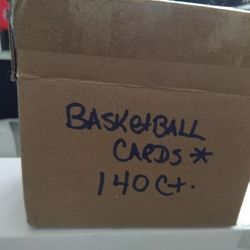 BASKetBALL
CARDS *
140 Ct.